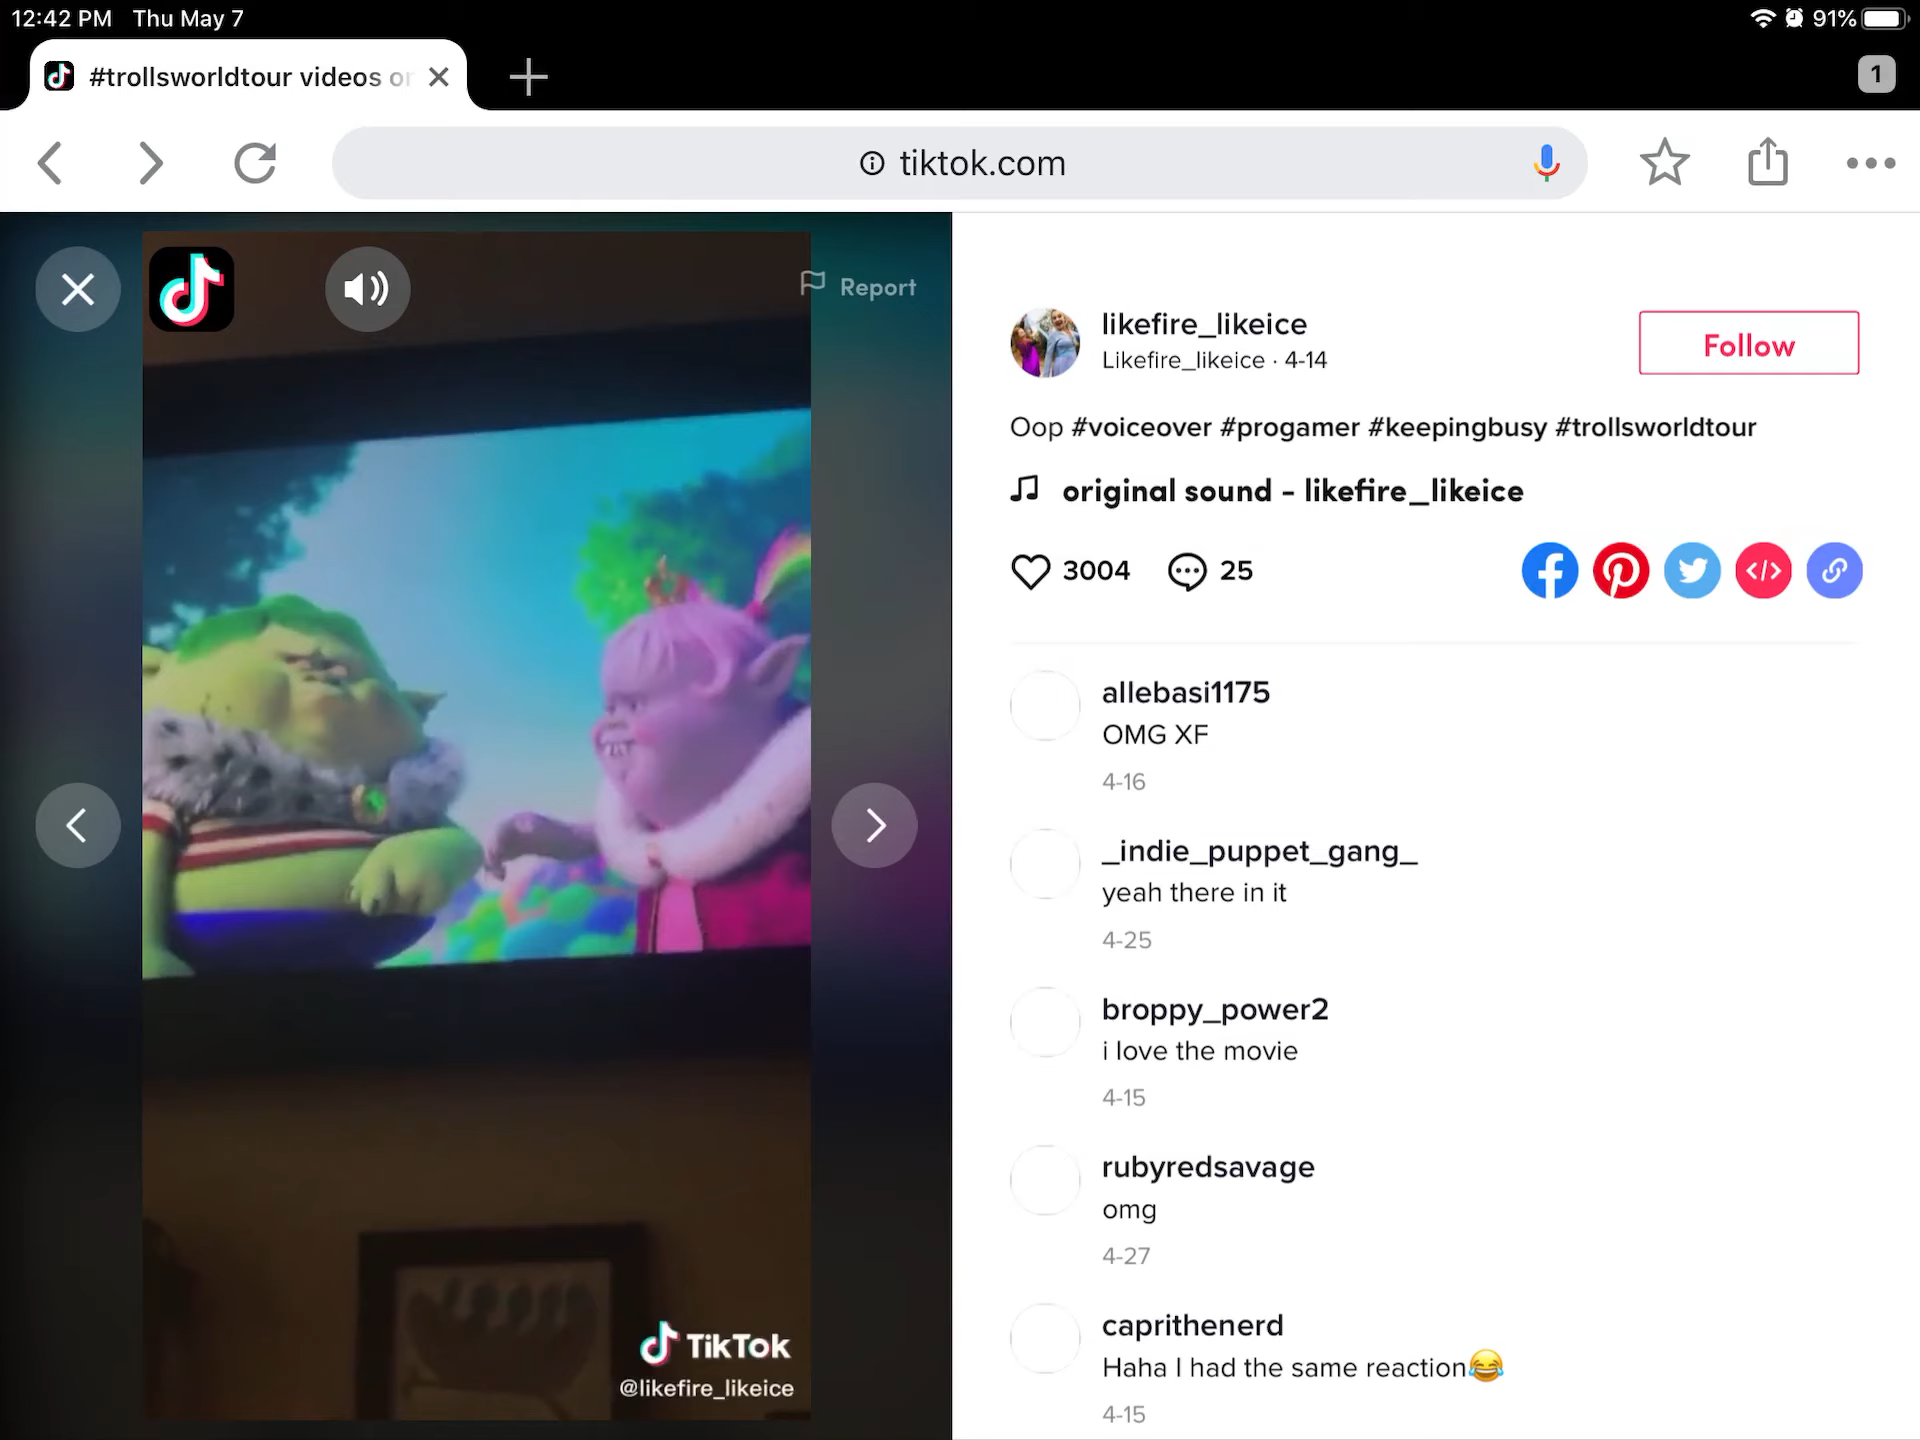 12:42 PM Thu May 7
91%
#trollsworldtour videos on
1
tiktok.com
Report
likefire_likeice
Likefire_likeice · 4-14
Follow
Oop #voiceover #progamer #keepingbusy #trollsworldtour
original sound - likefire_likeice
3004
25
allebasi1175
OMG XF
4-16
_indie_puppet_gang_
yeah there in it
4-25
broppy_power2
i love the movie
4-15
rubyredsavage
omg
4-27
caprithenerd
Haha I had the same reaction😂
4-15
TikTok
@likefire_likeice